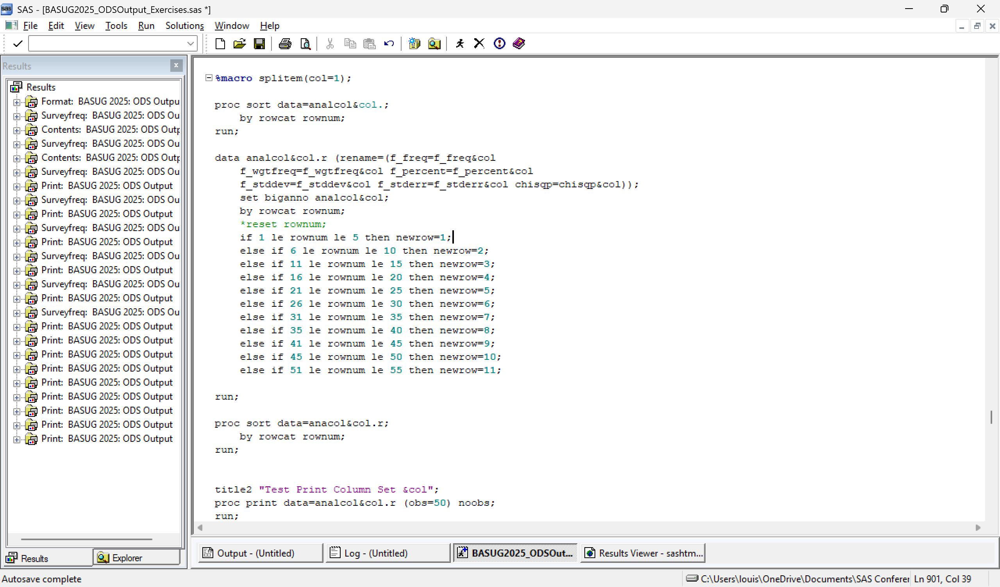 SAS - [BASUG2025_ODSOutput_Exercises.sas *]
File Edit View Tools Run Solutions Window Help
Results
Results
Format: BASUG 2025: ODS Outpu
Surveyfreq: BASUG 2025: ODS Ou
Contents: BASUG 2025: ODS Outp
Surveyfreq: BASUG 2025: ODS Ou
Contents: BASUG 2025: ODS Outp
Surveyfreq: BASUG 2025: ODS Ou
Print: BASUG 2025: ODS Output
Surveyfreq: BASUG 2025: ODS Ou
Print: BASUG 2025: ODS Output
Surveyfreq: BASUG 2025: ODS Ou
Print: BASUG 2025: ODS Output
Surveyfreq: BASUG 2025: ODS Ou
Print: BASUG 2025: ODS Output
Surveyfreq: BASUG 2025: ODS Ou
Print: BASUG 2025: ODS Output
Surveyfreq: BASUG 2025: ODS Ou
Print: BASUG 2025: ODS Output
Print: BASUG 2025: ODS Output
Print: BASUG 2025: ODS Output
Print: BASUG 2025: ODS Output
Print: BASUG 2025: ODS Output
Print: BASUG 2025: ODS Output
Print: BASUG 2025: ODS Output
Print: BASUG 2025: ODS Output
Print: BASUG 2025: ODS Output
Results Explorer
%macro splitem(col=1);
proc sort data=analcol&col.;
by rowcat rownum;
run;
data analcol&col.r (rename=(f_freq=f_freq&col
f_wgtfreq=f_wgtfreq&col f_percent=f_percent&col
f_stddev=f_stddev&col f_stderr=f_stderr&col chisqp=chisqp&col));
set biganno analcol&col;
by rowcat rownum;
*reset rownum;
if 1 le rownum le 5 then newrow=1;
else if 6 le rownum le 10 then newrow=2;
else if 11 le rownum le 15 then newrow=3;
else if 16 le rownum le 20 then newrow=4;
else if 21 le rownum le 25 then newrow=5;
else if 26 le rownum le 30 then newrow=6;
else if 31 le rownum le 35 then newrow=7;
else if 35 le rownum le 40 then newrow=8;
else if 41 le rownum le 45 then newrow=9;
else if 45 le rownum le 50 then newrow=10;
else if 51 le rownum le 55 then newrow=11;
run;
proc sort data=anacol&col.r;
by rowcat rownum;
run;
title2 "Test Print Column Set &col";
proc print data=analcol&col.r (obs=50) noobs;
run;
Output - (Untitled) Log - (Untitled) BASUG2025_ODSOut... Results Viewer - sashtm...
Autosave complete C:\Users\louis\OneDrive\Documents\SAS Conferer Ln 901, Col 39